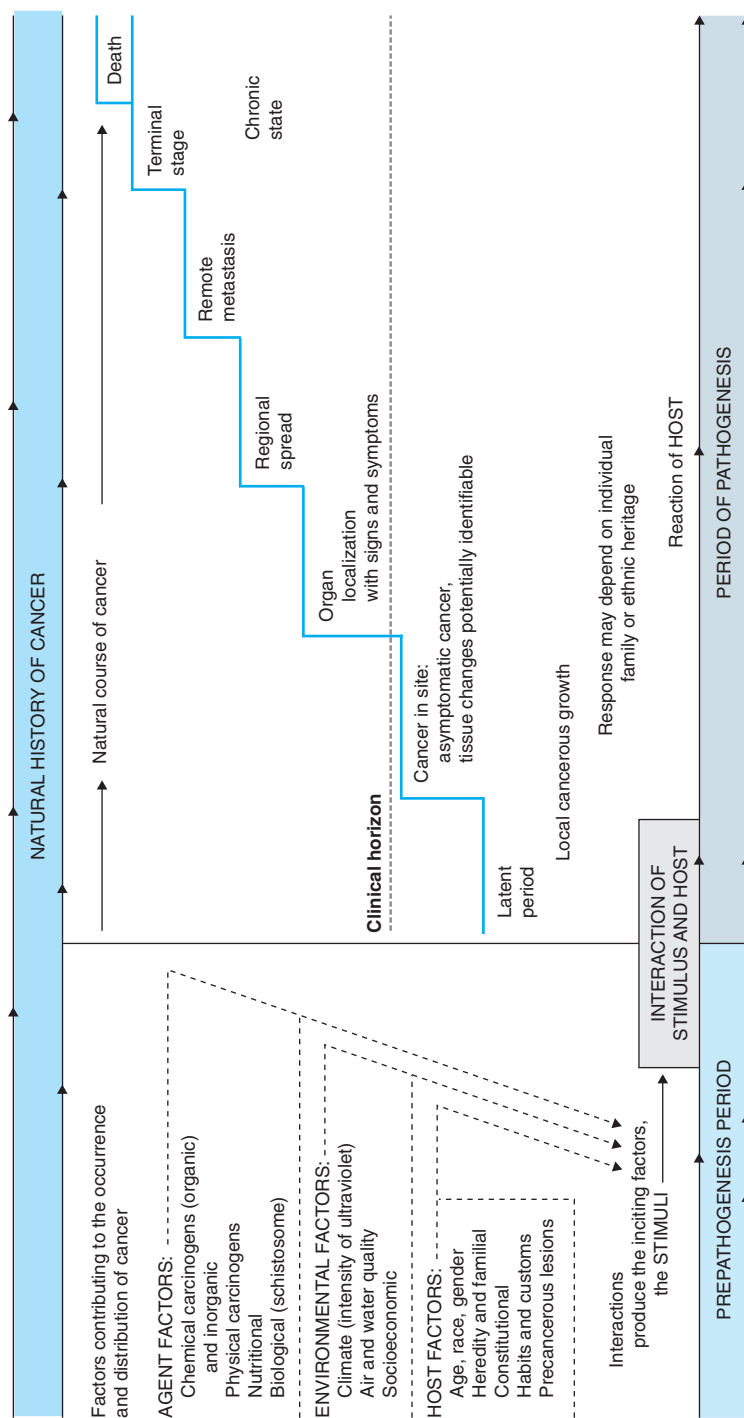 NATURAL HISTORY OF CANCER
Factors contributing to the occurrence
and distribution of cancer
AGENT FACTORS:
Chemical carcinogens (organic)
and inorganic
Physical carcinogens
Nutritional
Biological (schistosome)
ENVIRONMENTAL FACTORS:
Climate (intensity of ultraviolet)
Air and water quality
Socioeconomic
HOST FACTORS:
Age, race, gender
Heredity and familial
Constitutional
Habits and customs
Precancerous lesions
Interactions
produce the inciting factors,
the STIMULI
INTERACTION OF
STIMULUS AND HOST
PREPATHOGENESIS PERIOD
Natural course of cancer
Clinical horizon
Latent
period
Local cancerous growth
Cancer in site:
asymptomatic cancer,
tissue changes potentially identifiable
Organ
localization
with signs and symptoms
Regional
spread
Remote
metastasis
Terminal
stage
Death
Chronic
state
Response may depend on individual
family or ethnic heritage
Reaction of HOST
PERIOD OF PATHOGENESIS